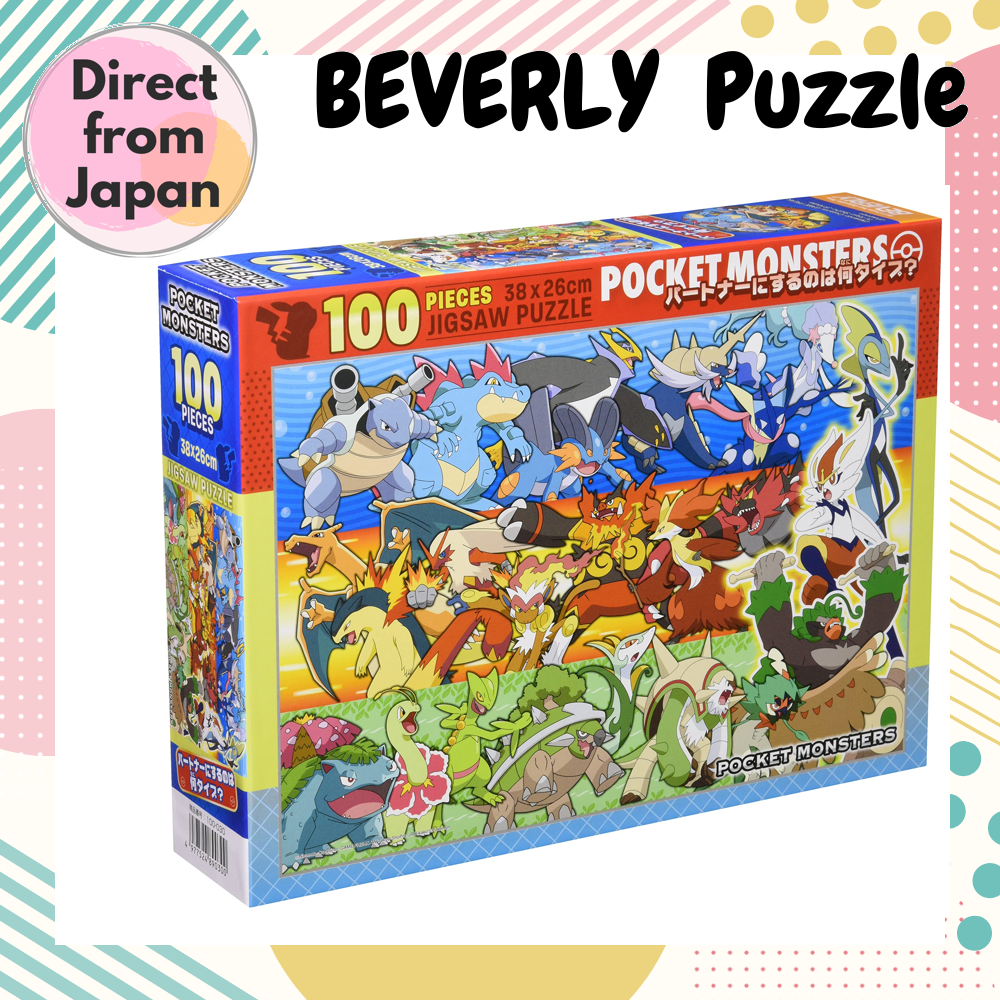 Direct
from
Japan
BEVERLY Puzzle
100 PIECES
38x26cm
JIGSAW PUZZLE
POCKET MONSTERS
パートナーにするのは何タイプ?
POCKET
MONSTERS
100
PIECES
38x26cm
JIGSAW PUZZLE
パートナーにするのは
何タイプ?
POCKET MONSTERS